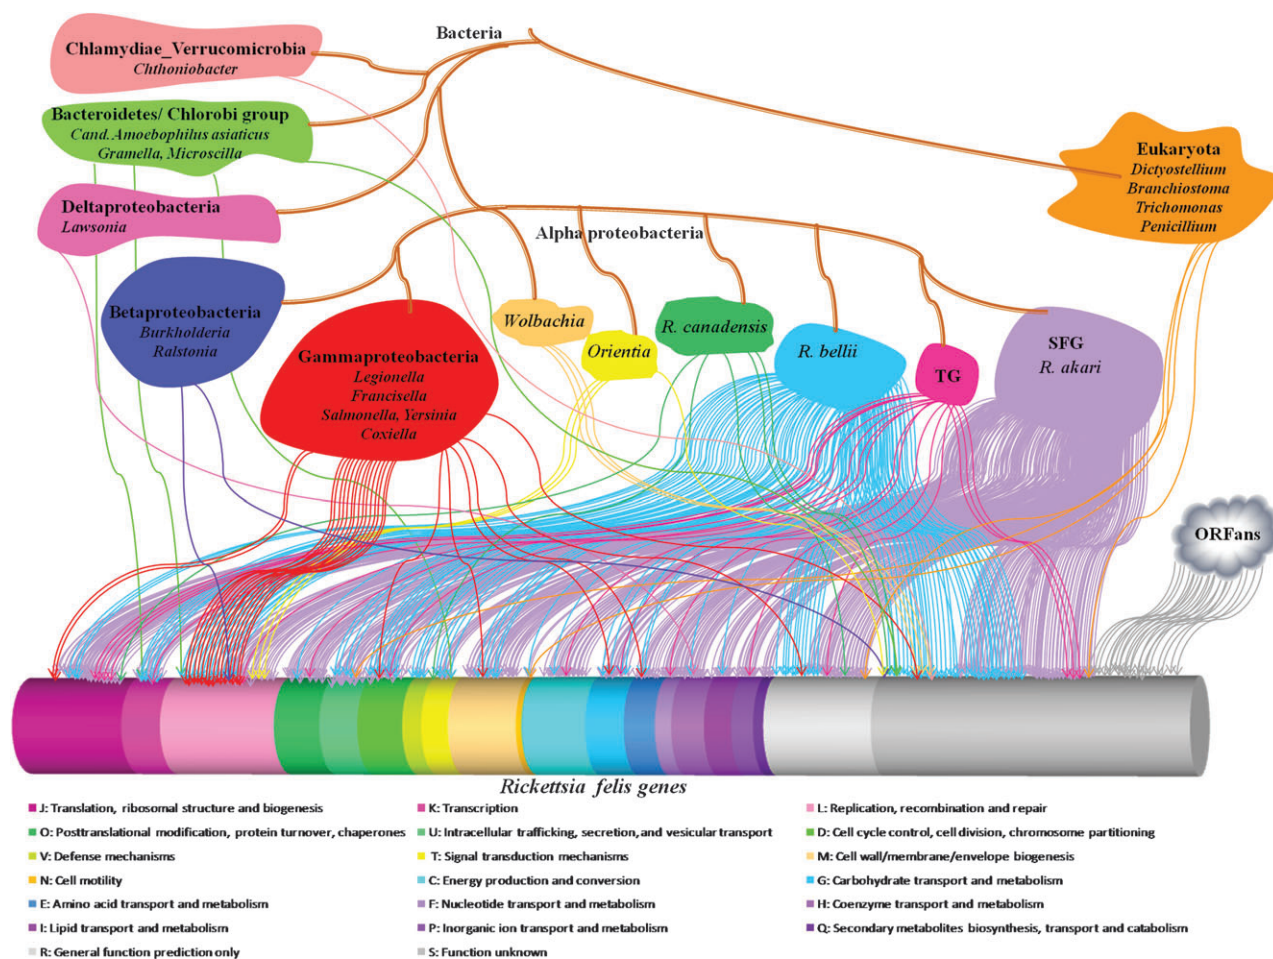 Bacteria
Chlamydiae_Verrucomicrobia
Chthoniobacter
Bacteroidetes/ Chlorobi group
Cand. Amoebophilus asiaticus
Gramella, Microscilla
Eukaryota
Dictyostellium
Branchiostoma
Trichomonas
Penicillium
Deltaproteobacteria
Lawsonia
Alpha proteobacteria
Betaproteobacteria
Burkholderia
Ralstonia
Gammaproteobacteria
Legionella
Francisella
Salmonella, Yersinia
Coxiella
Wolbachia
Orientia
R. canadensis
R. bellii
TG
SFG
R. akari
ORFans
Rickettsia felis genes
J: Translation, ribosomal structure and biogenesis
K: Transcription
L: Replication, recombination and repair
O: Posttranslational modification, protein turnover, chaperones
U: Intracellular trafficking, secretion, and vesicular transport
D: Cell cycle control, cell division, chromosome partitioning
V: Defense mechanisms
T: Signal transduction mechanisms
M: Cell wall/membrane/envelope biogenesis
N: Cell motility
C: Energy production and conversion
G: Carbohydrate transport and metabolism
E: Amino acid transport and metabolism
F: Nucleotide transport and metabolism
H: Coenzyme transport and metabolism
I: Lipid transport and metabolism
P: Inorganic ion transport and metabolism
Q: Secondary metabolites biosynthesis, transport and catabolism
R: General function prediction only
S: Function unknown